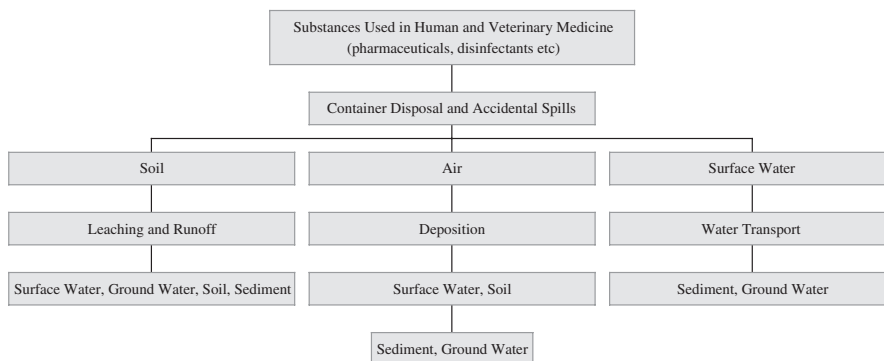 Substances Used in Human and Veterinary Medicine
(pharmaceuticals, disinfectants etc)
Container Disposal and Accidental Spills
Soil
Air
Surface Water
Leaching and Runoff
Deposition
Water Transport
Surface Water, Ground Water, Soil, Sediment
Surface Water, Soil
Sediment, Ground Water
Sediment, Ground Water